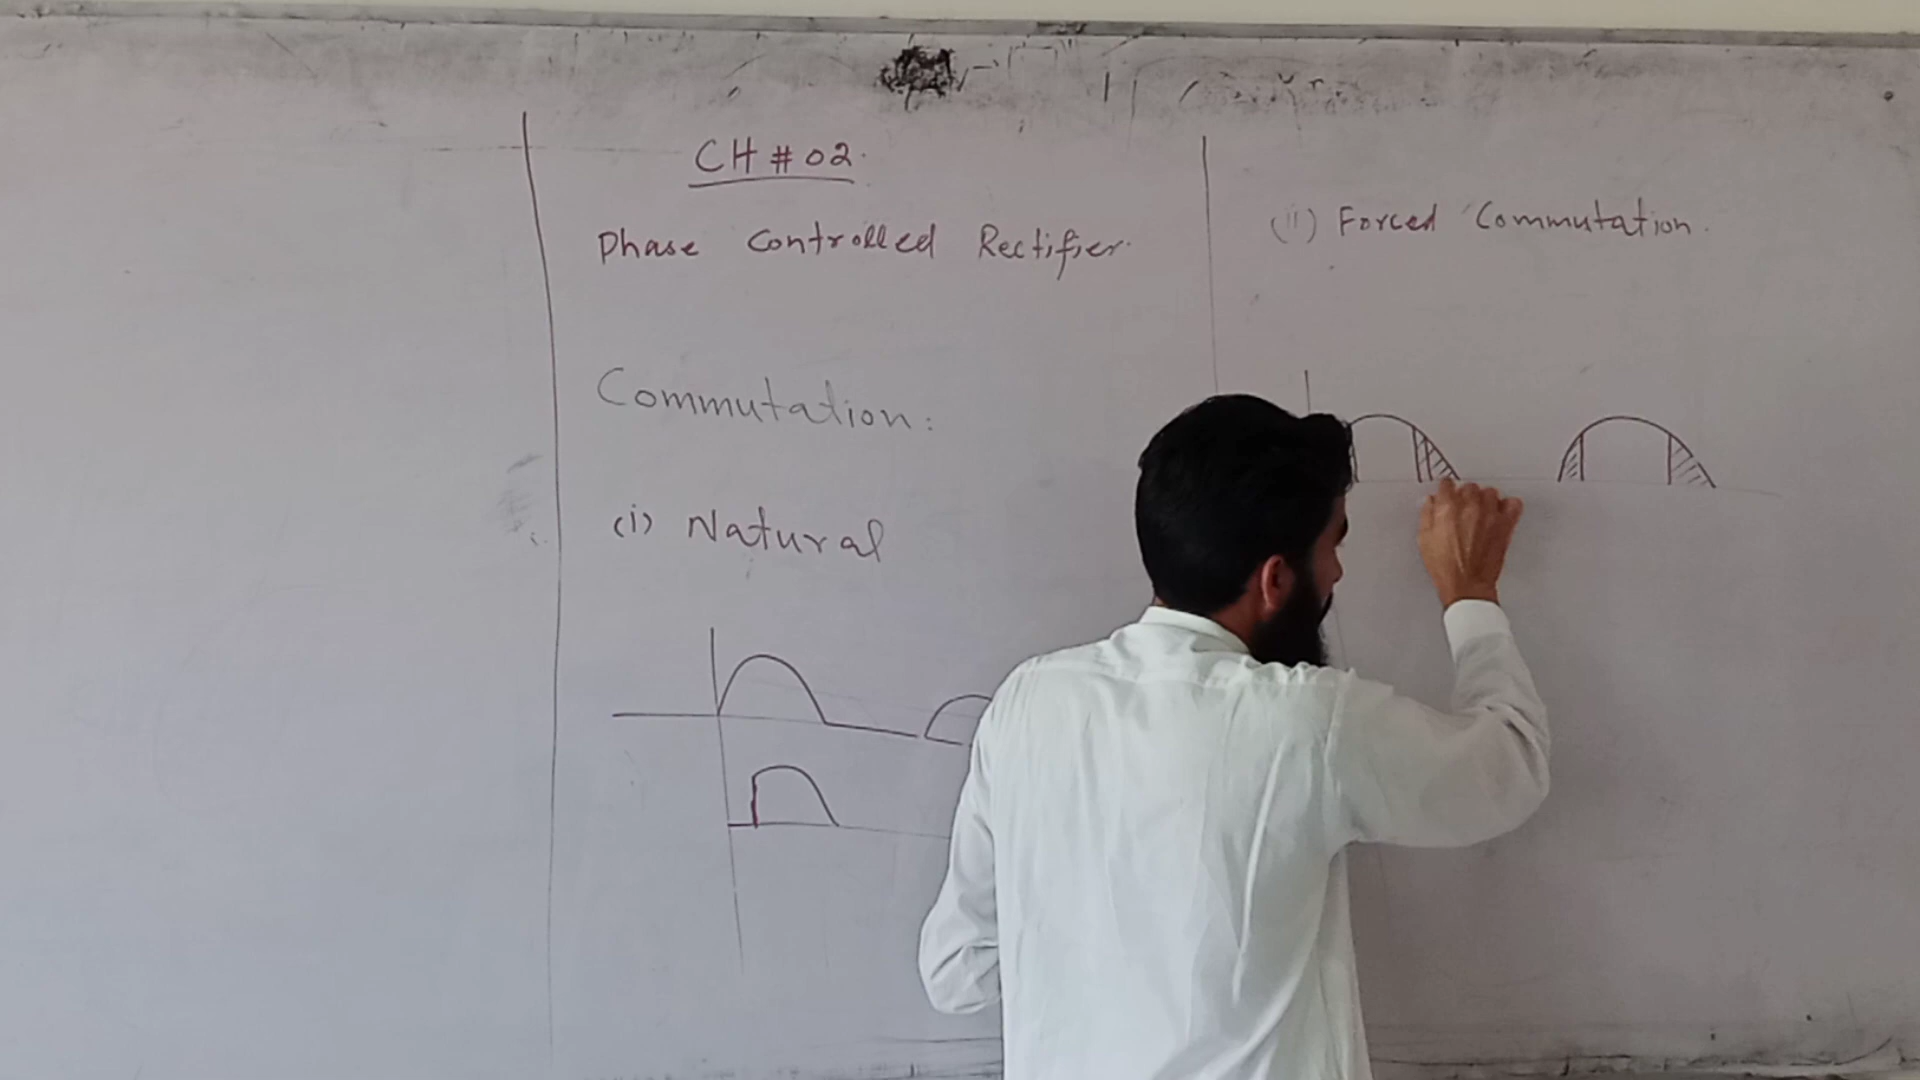 CH # 02.
Phase Controlled Rectifier.
Commutation:
(i) Natural
(ii) Forced Commutation.